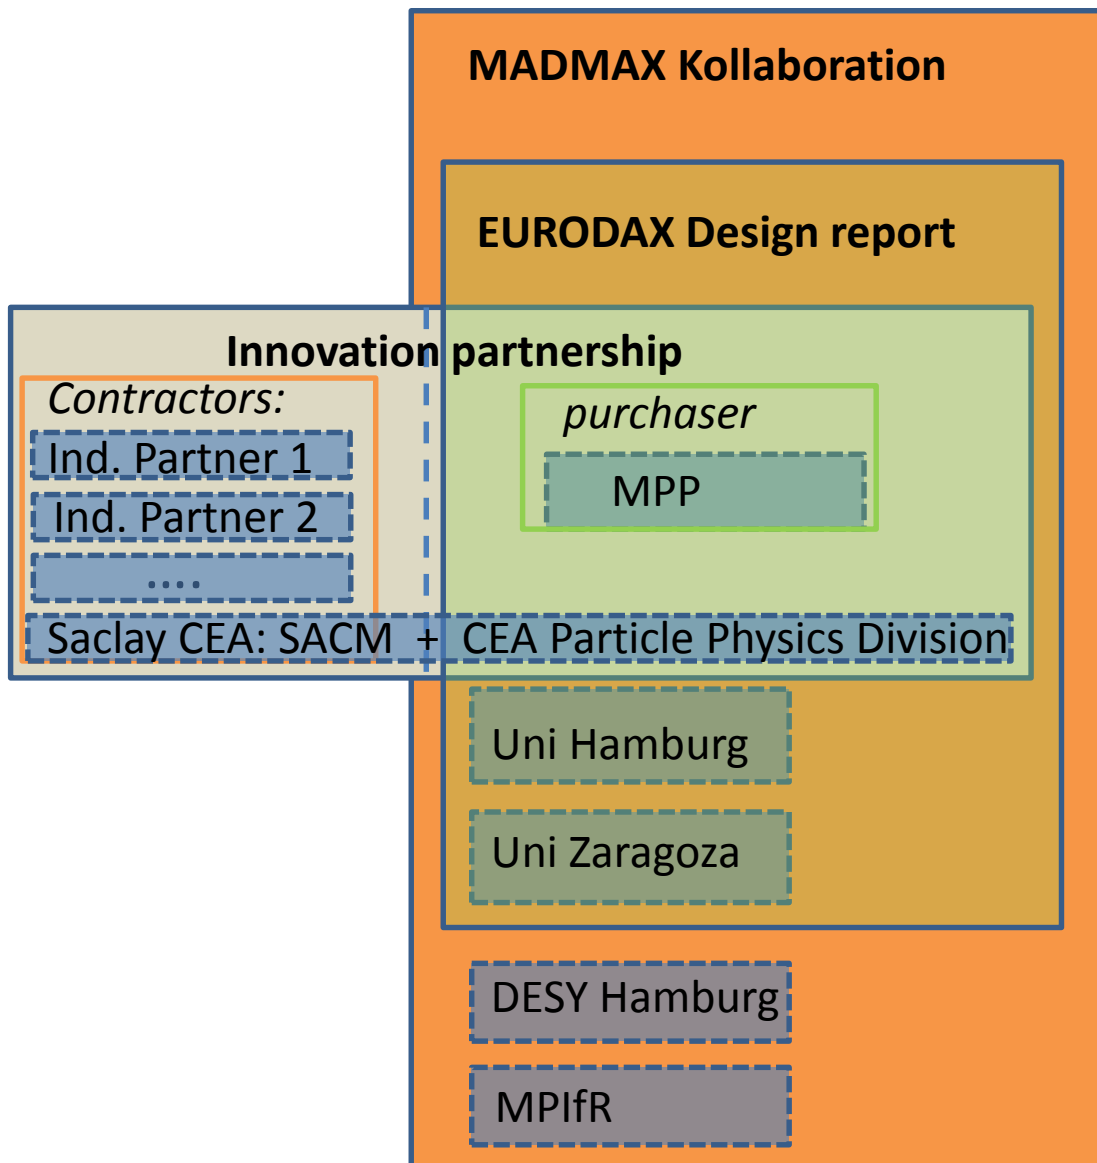 MADMAX Kollaboration
EURODAX Design report
Innovation partnership
Contractors:
Ind. Partner 1
Ind. Partner 2
....
purchaser
MPP
Saclay CEA: SACM + CEA Particle Physics Division
Uni Hamburg
Uni Zaragoza
DESY Hamburg
MPIfR